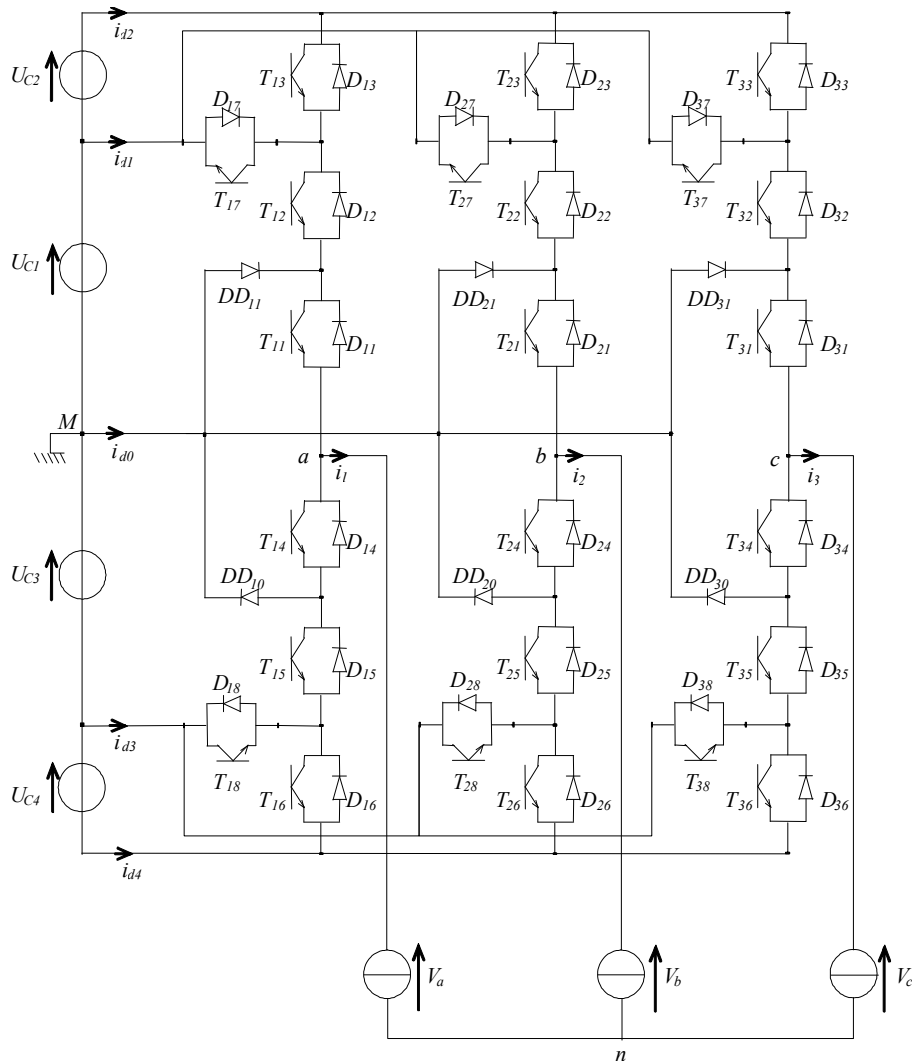 i_d2
U_C2
T_13 D_13 T_23 D_23 T_33 D_33
D_17 D_27 D_37
i_d1
T_17 T_27 T_37
T_12 D_12 T_22 D_22 T_32 D_32
U_C1
DD_11 DD_21 DD_31
T_11 D_11 T_21 D_21 T_31 D_31
M
i_d0
a i_1 b i_2 c i_3
T_14 D_14 T_24 D_24 T_34 D_34
U_C3
DD_10 DD_20 DD_30
T_15 D_15 T_25 D_25 T_35 D_35
D_18 D_28 D_38
i_d3
T_18 T_28 T_38
U_C4
T_16 D_16 T_26 D_26 T_36 D_36
i_d4
V_a V_b V_c
n